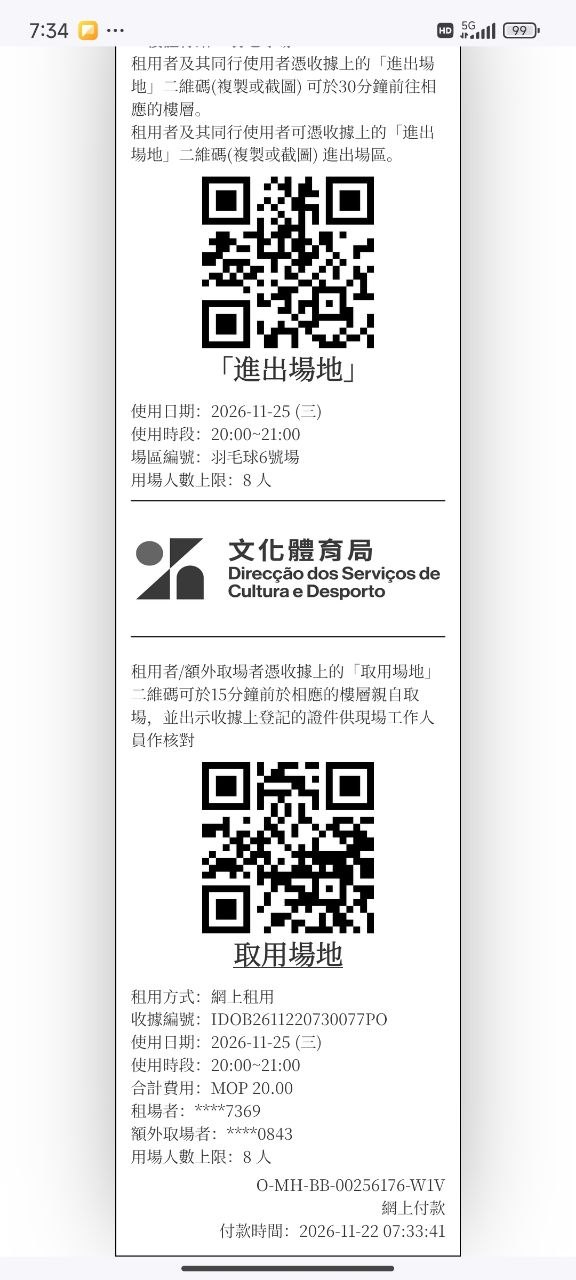 7:34
HD 5G 99
租用者及其同行使用者憑收據上的「進出場
地」二維碼(複製或截圖) 可於30分鐘前往相
應的樓層。
租用者及其同行使用者可憑收據上的「進出
場地」二維碼(複製或截圖) 進出場區。
「進出場地」
使用日期：2026-11-25 (三)
使用時段：20:00~21:00
場區編號：羽毛球6號場
用場人數上限：8 人
文化體育局
Direcção dos Serviços de
Cultura e Desporto
租用者/額外取場者憑收據上的「取用場地」
二維碼可於15分鐘前於相應的樓層親自取
場，並出示收據上登記的證件供現場工作人
員作核對
取用場地
租用方式：網上租用
收據編號：IDOB2611220730077PO
使用日期：2026-11-25 (三)
使用時段：20:00~21:00
合計費用：MOP 20.00
租場者：****7369
額外取場者：****0843
用場人數上限：8 人
O-MH-BB-00256176-W1V
網上付款
付款時間：2026-11-22 07:33:41